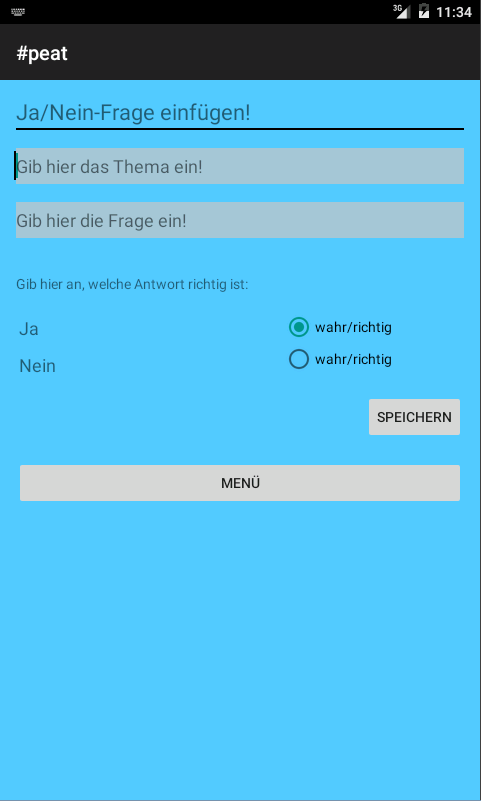 3G 11:34
#peat
Ja/Nein-Frage einfügen!
Gib hier das Thema ein!
Gib hier die Frage ein!
Gib hier an, welche Antwort richtig ist:
Ja wahr/richtig
Nein wahr/richtig
SPEICHERN
MENÜ